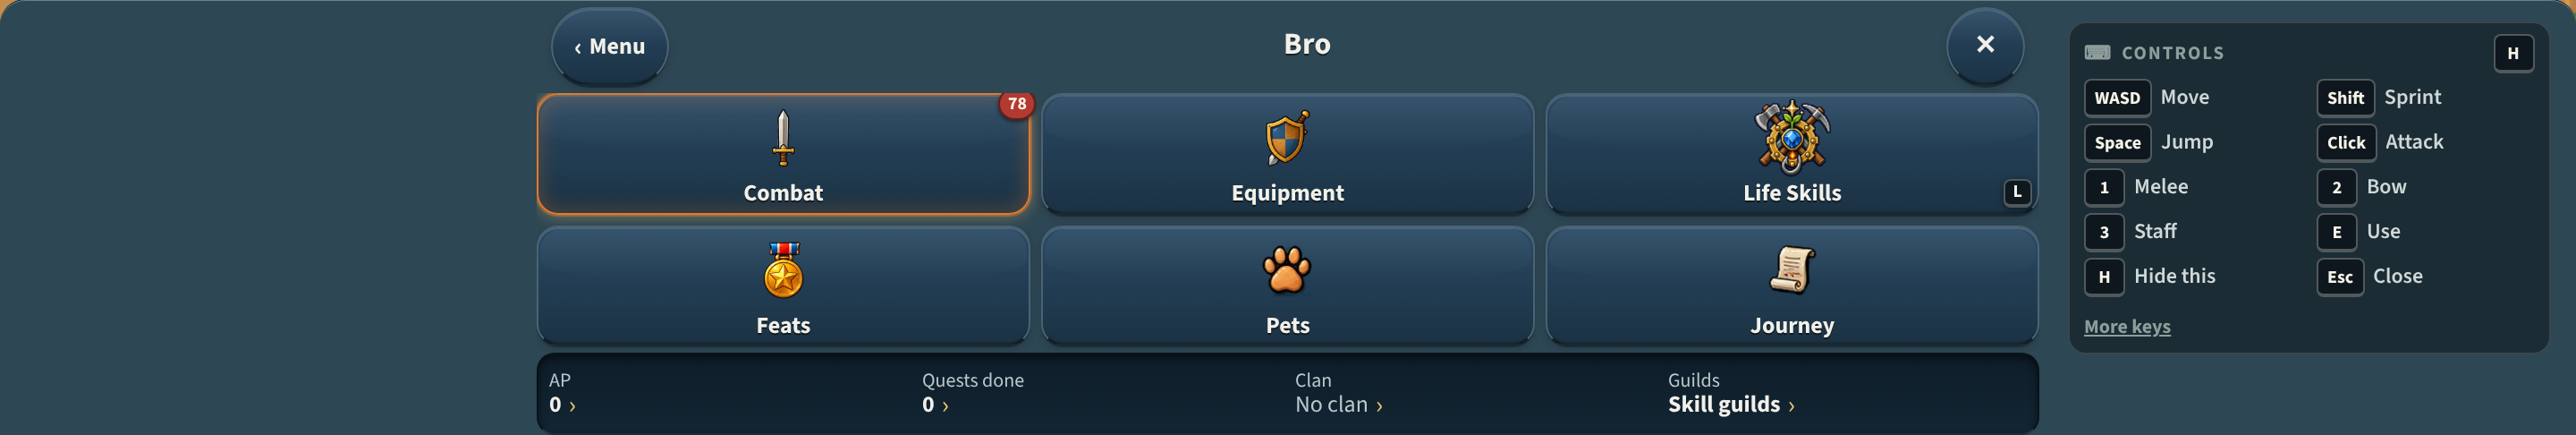 ‹ Menu
Bro
×
78
Combat
Equipment
Life Skills
L
Feats
Pets
Journey
AP
0 ›
Quests done
0 ›
Clan
No clan ›
Guilds
Skill guilds ›
CONTROLS
H
WASD Move
Shift Sprint
Space Jump
Click Attack
1 Melee
2 Bow
3 Staff
E Use
H Hide this
Esc Close
More keys